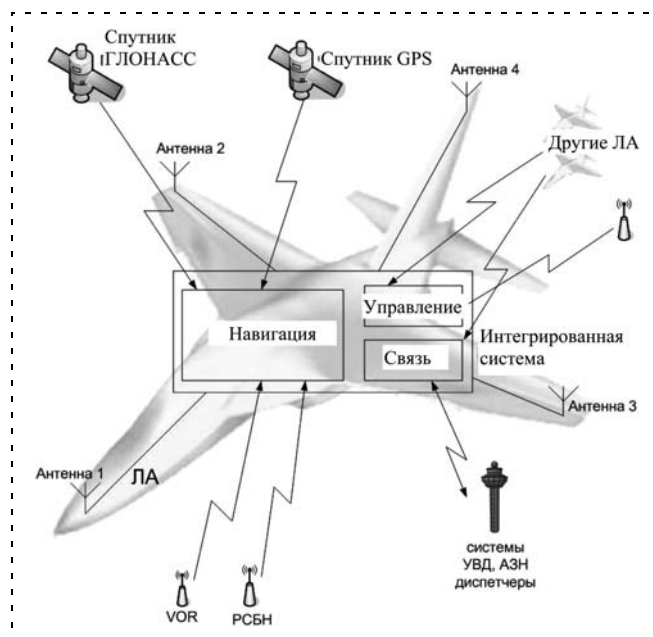 Спутник
ГЛОНАСС
Спутник GPS
Антенна 4
Антенна 2
Другие ЛА
Управление
Навигация
Интегрированная
система
Связь
Антенна 3
Антенна 1
ЛА
системы
УВД, АЗН
диспетчеры
VOR
РСБН